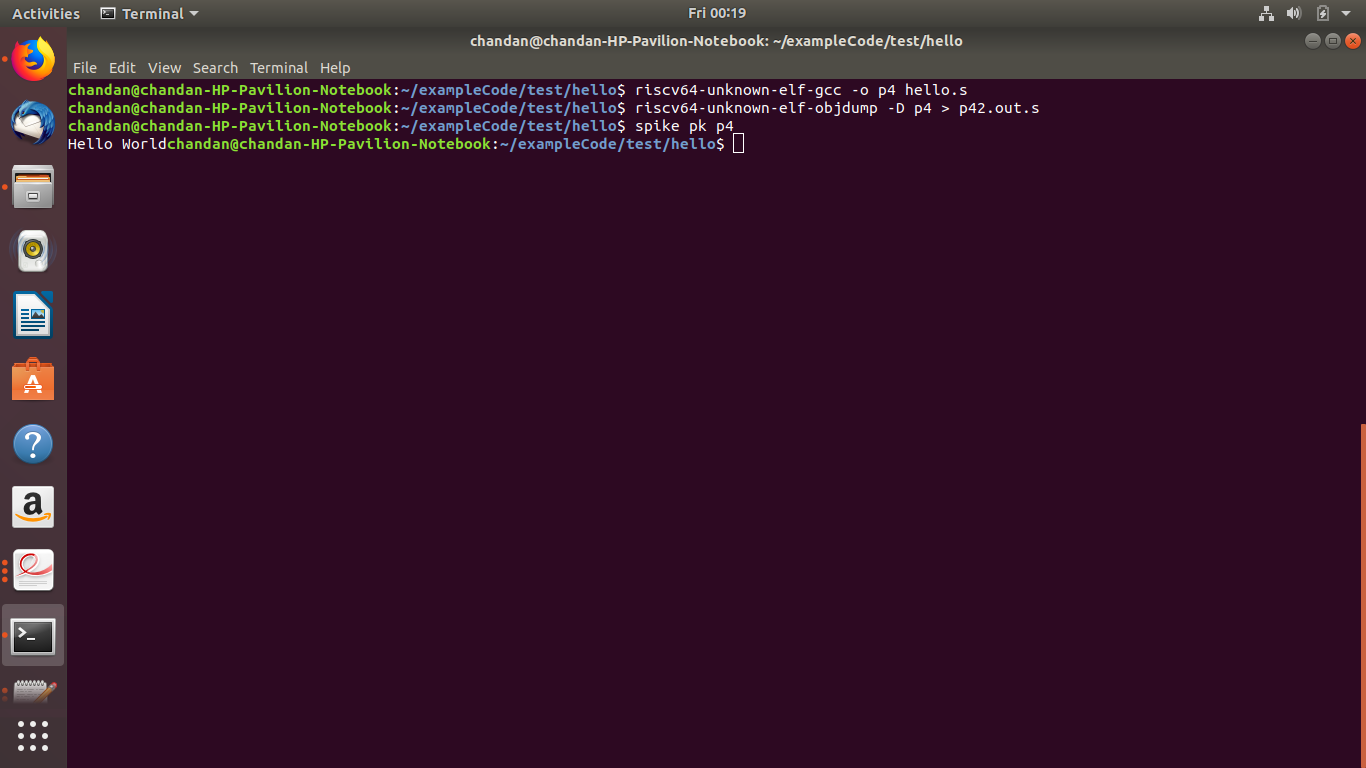 Activities Terminal Fri 00:19
chandan@chandan-HP-Pavilion-Notebook: ~/exampleCode/test/hello
File Edit View Search Terminal Help
chandan@chandan-HP-Pavilion-Notebook:~/exampleCode/test/hello$ riscv64-unknown-elf-gcc -o p4 hello.s
chandan@chandan-HP-Pavilion-Notebook:~/exampleCode/test/hello$ riscv64-unknown-elf-objdump -D p4 > p42.out.s
chandan@chandan-HP-Pavilion-Notebook:~/exampleCode/test/hello$ spike pk p4
Hello Worldchandan@chandan-HP-Pavilion-Notebook:~/exampleCode/test/hello$